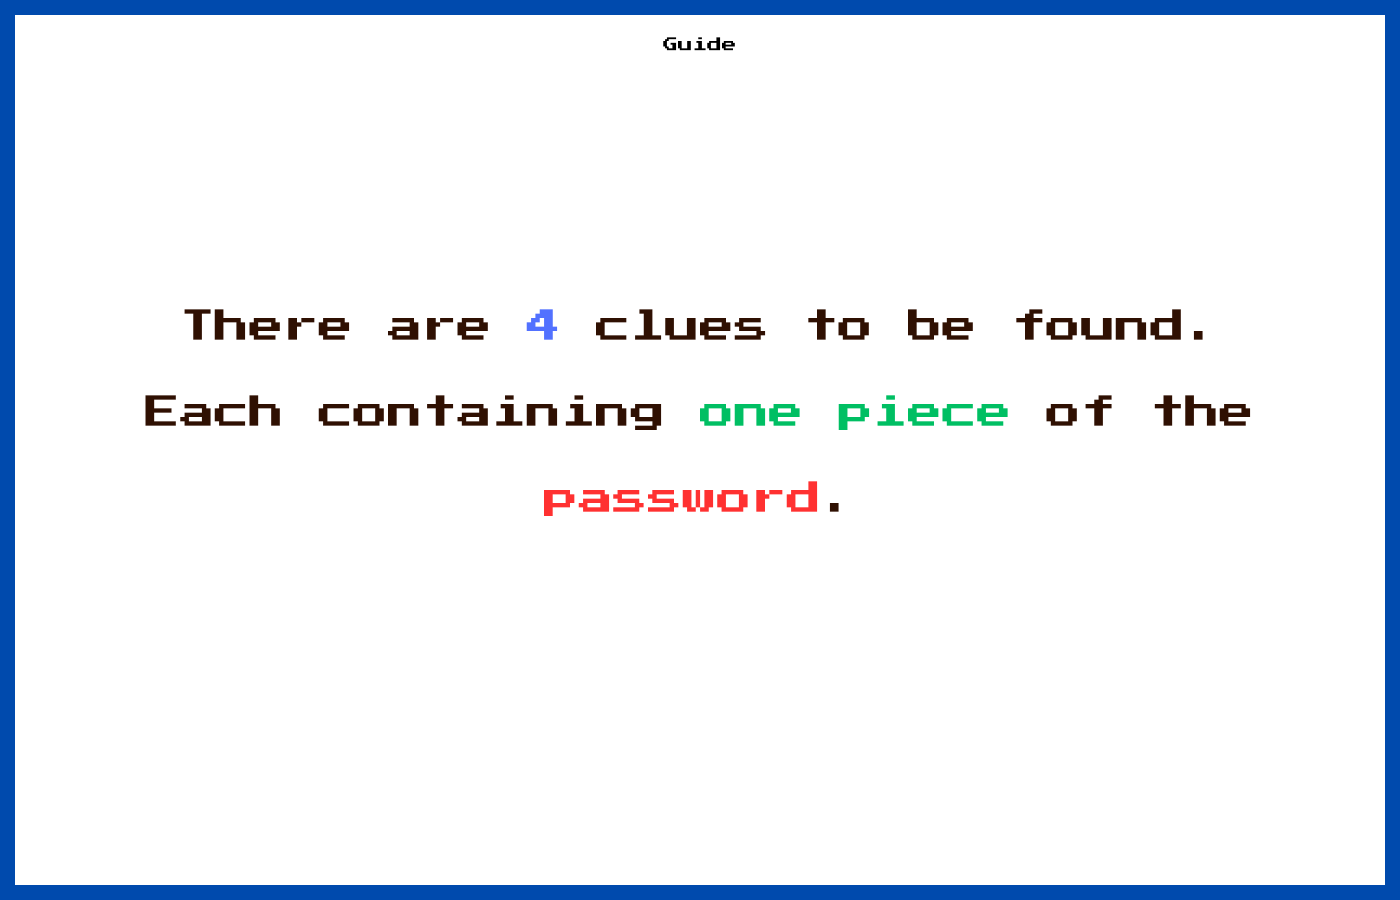 Guide
There are 4 clues to be found.
Each containing one piece of the
password.